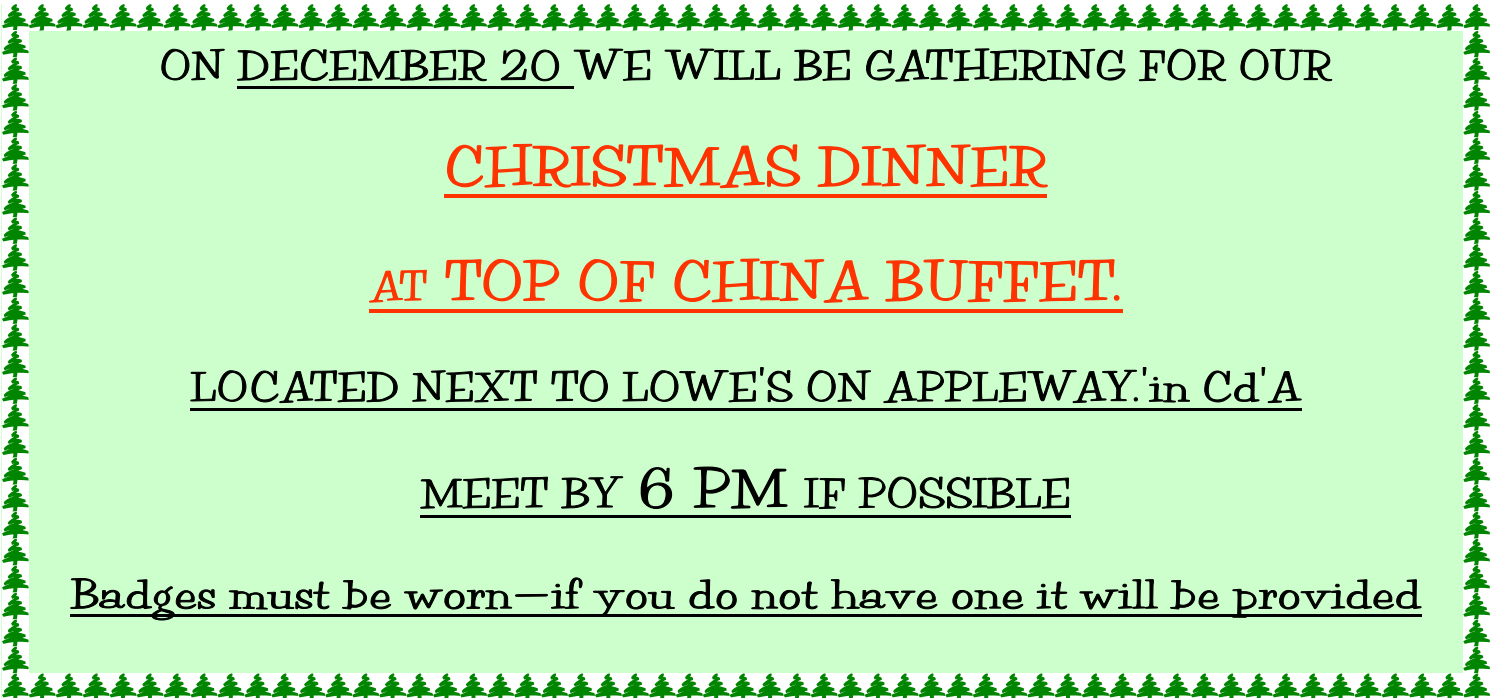 ON DECEMBER 20 WE WILL BE GATHERING FOR OUR
CHRISTMAS DINNER
AT TOP OF CHINA BUFFET.
LOCATED NEXT TO LOWE'S ON APPLEWAY.'in Cd'A
MEET BY 6 PM IF POSSIBLE
Badges must be worn—if you do not have one it will be provided